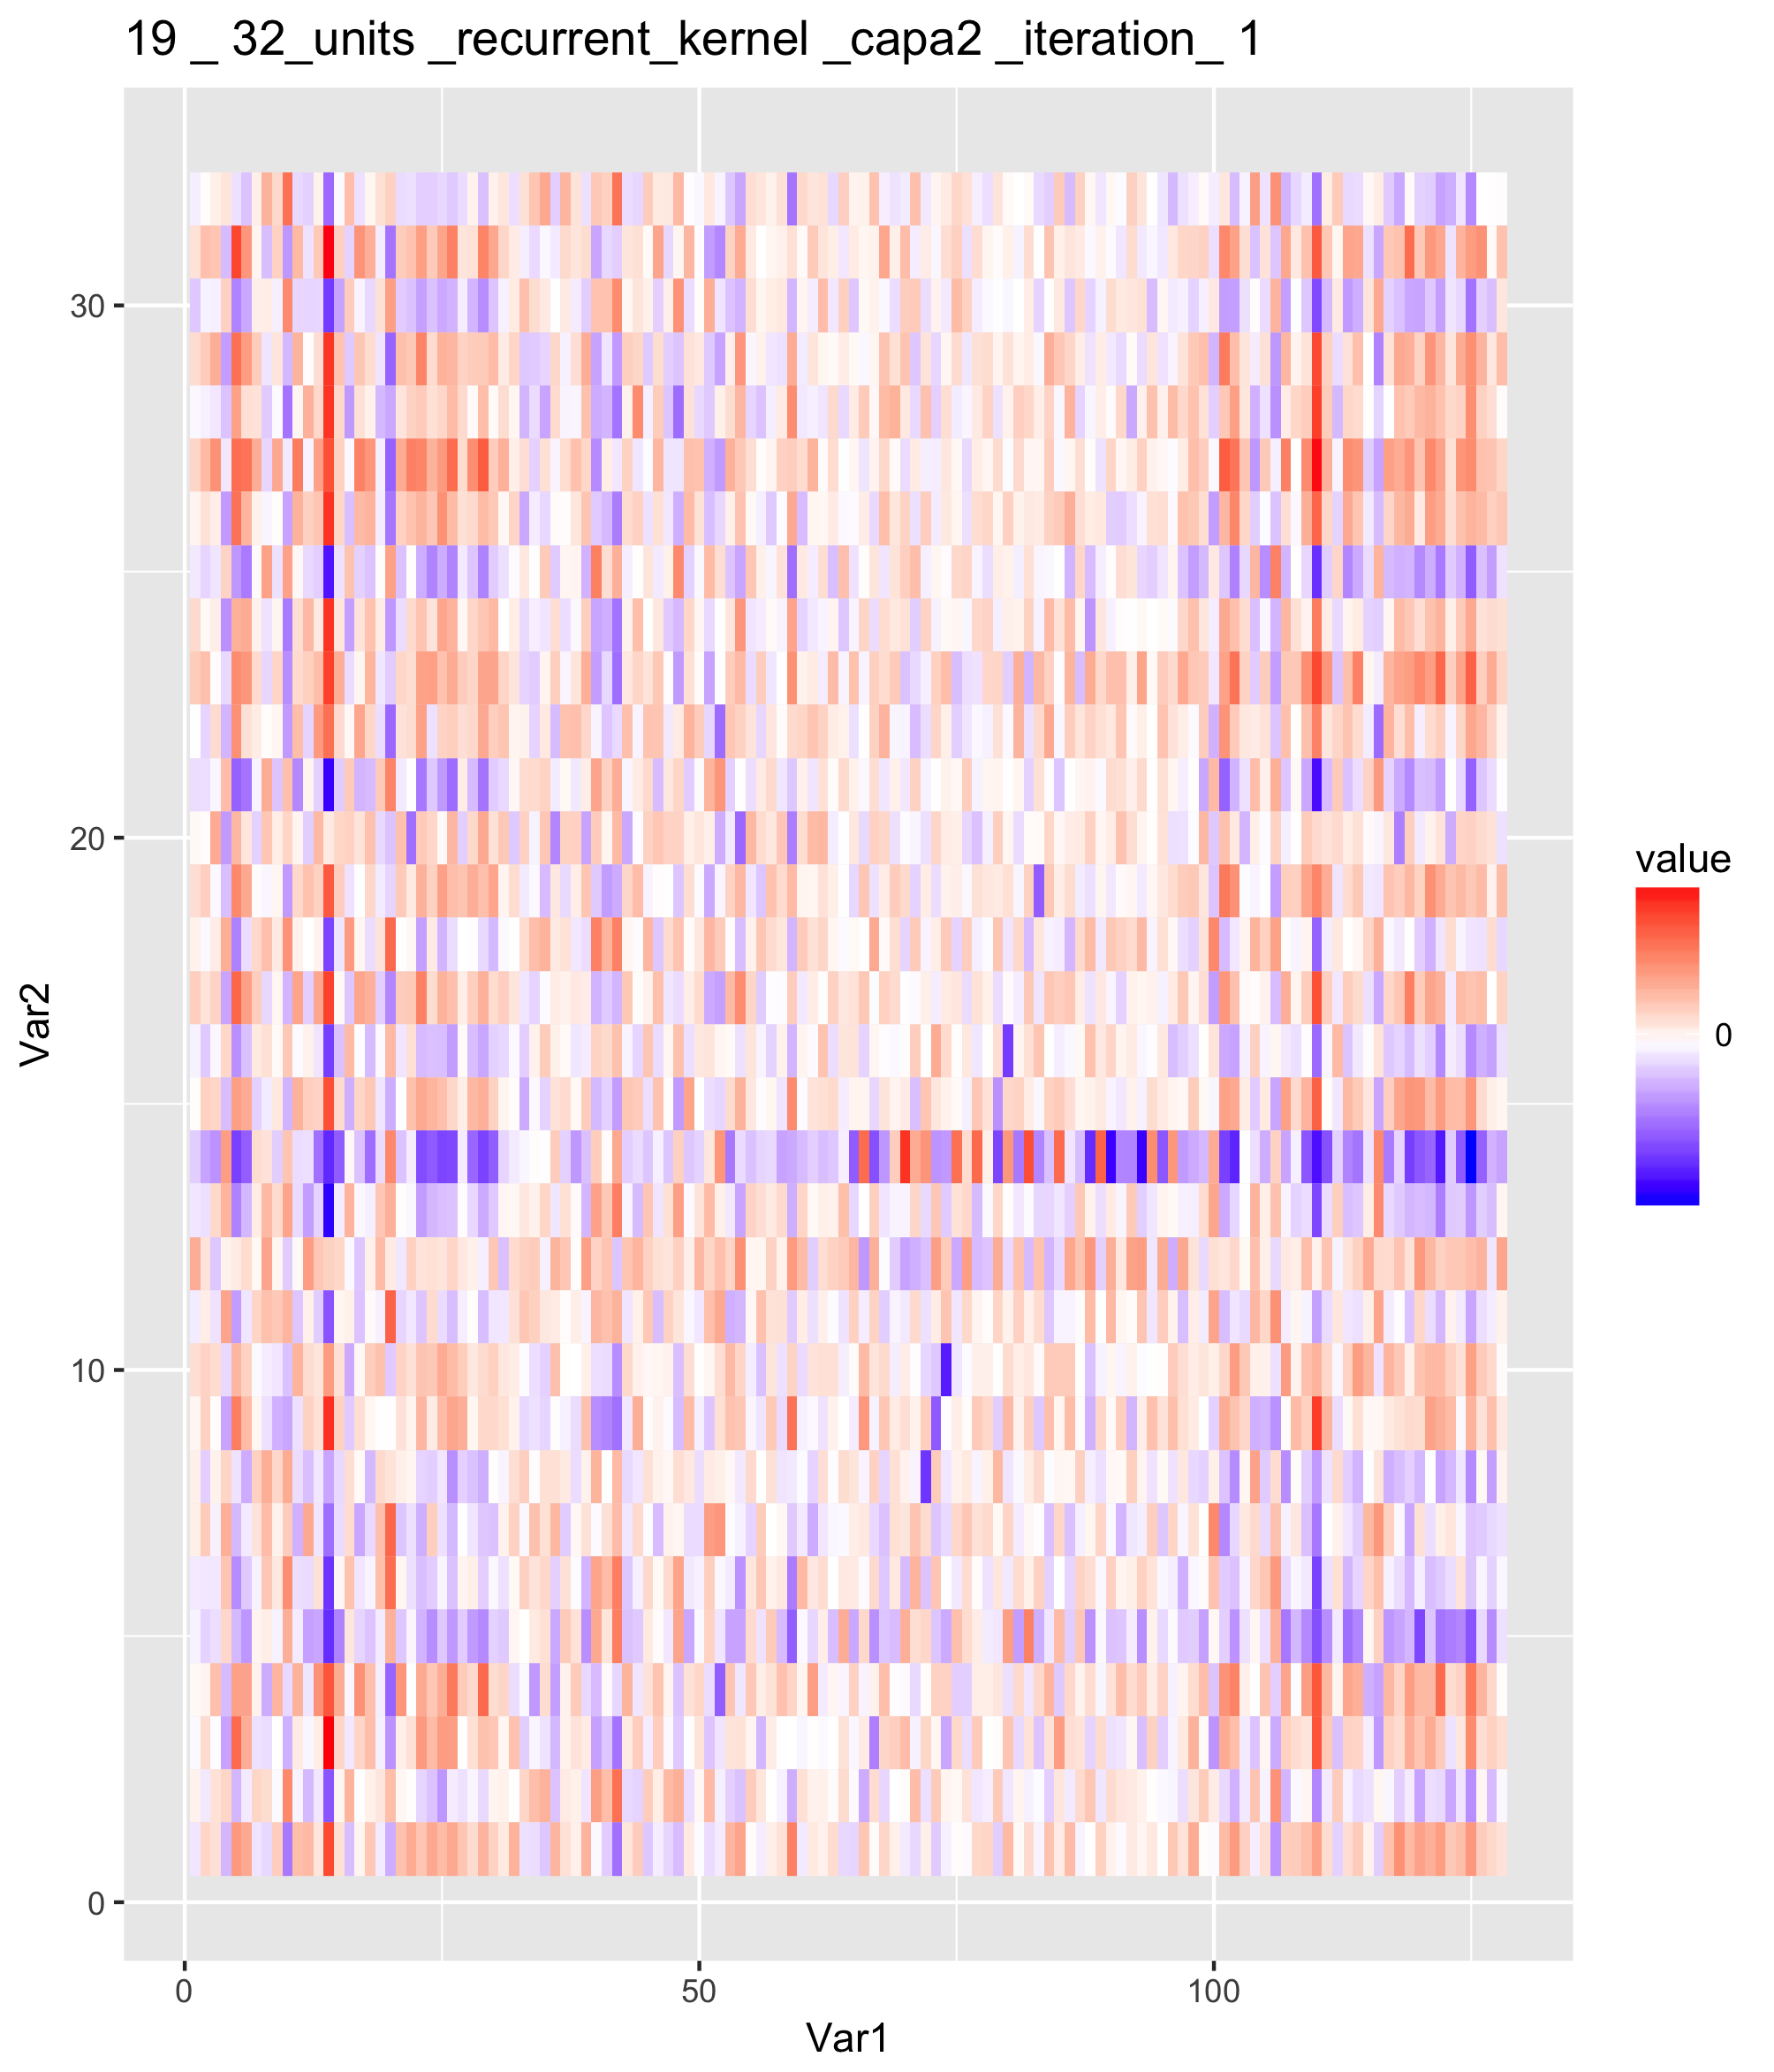 19 _ 32_units _recurrent_kernel _capa2 _iteration_ 1
30
20
10
0
0 50 100
Var1
Var2
value
0